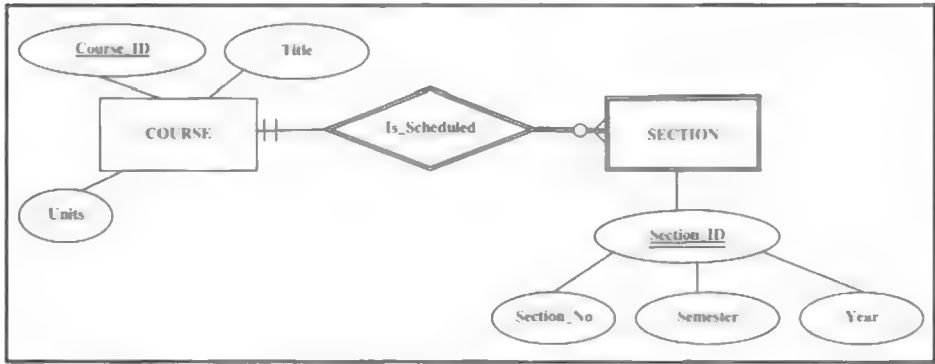 Course_ID
Title
COURSE
Is_Scheduled
SECTION
Units
Section_ID
Section_No
Semester
Year